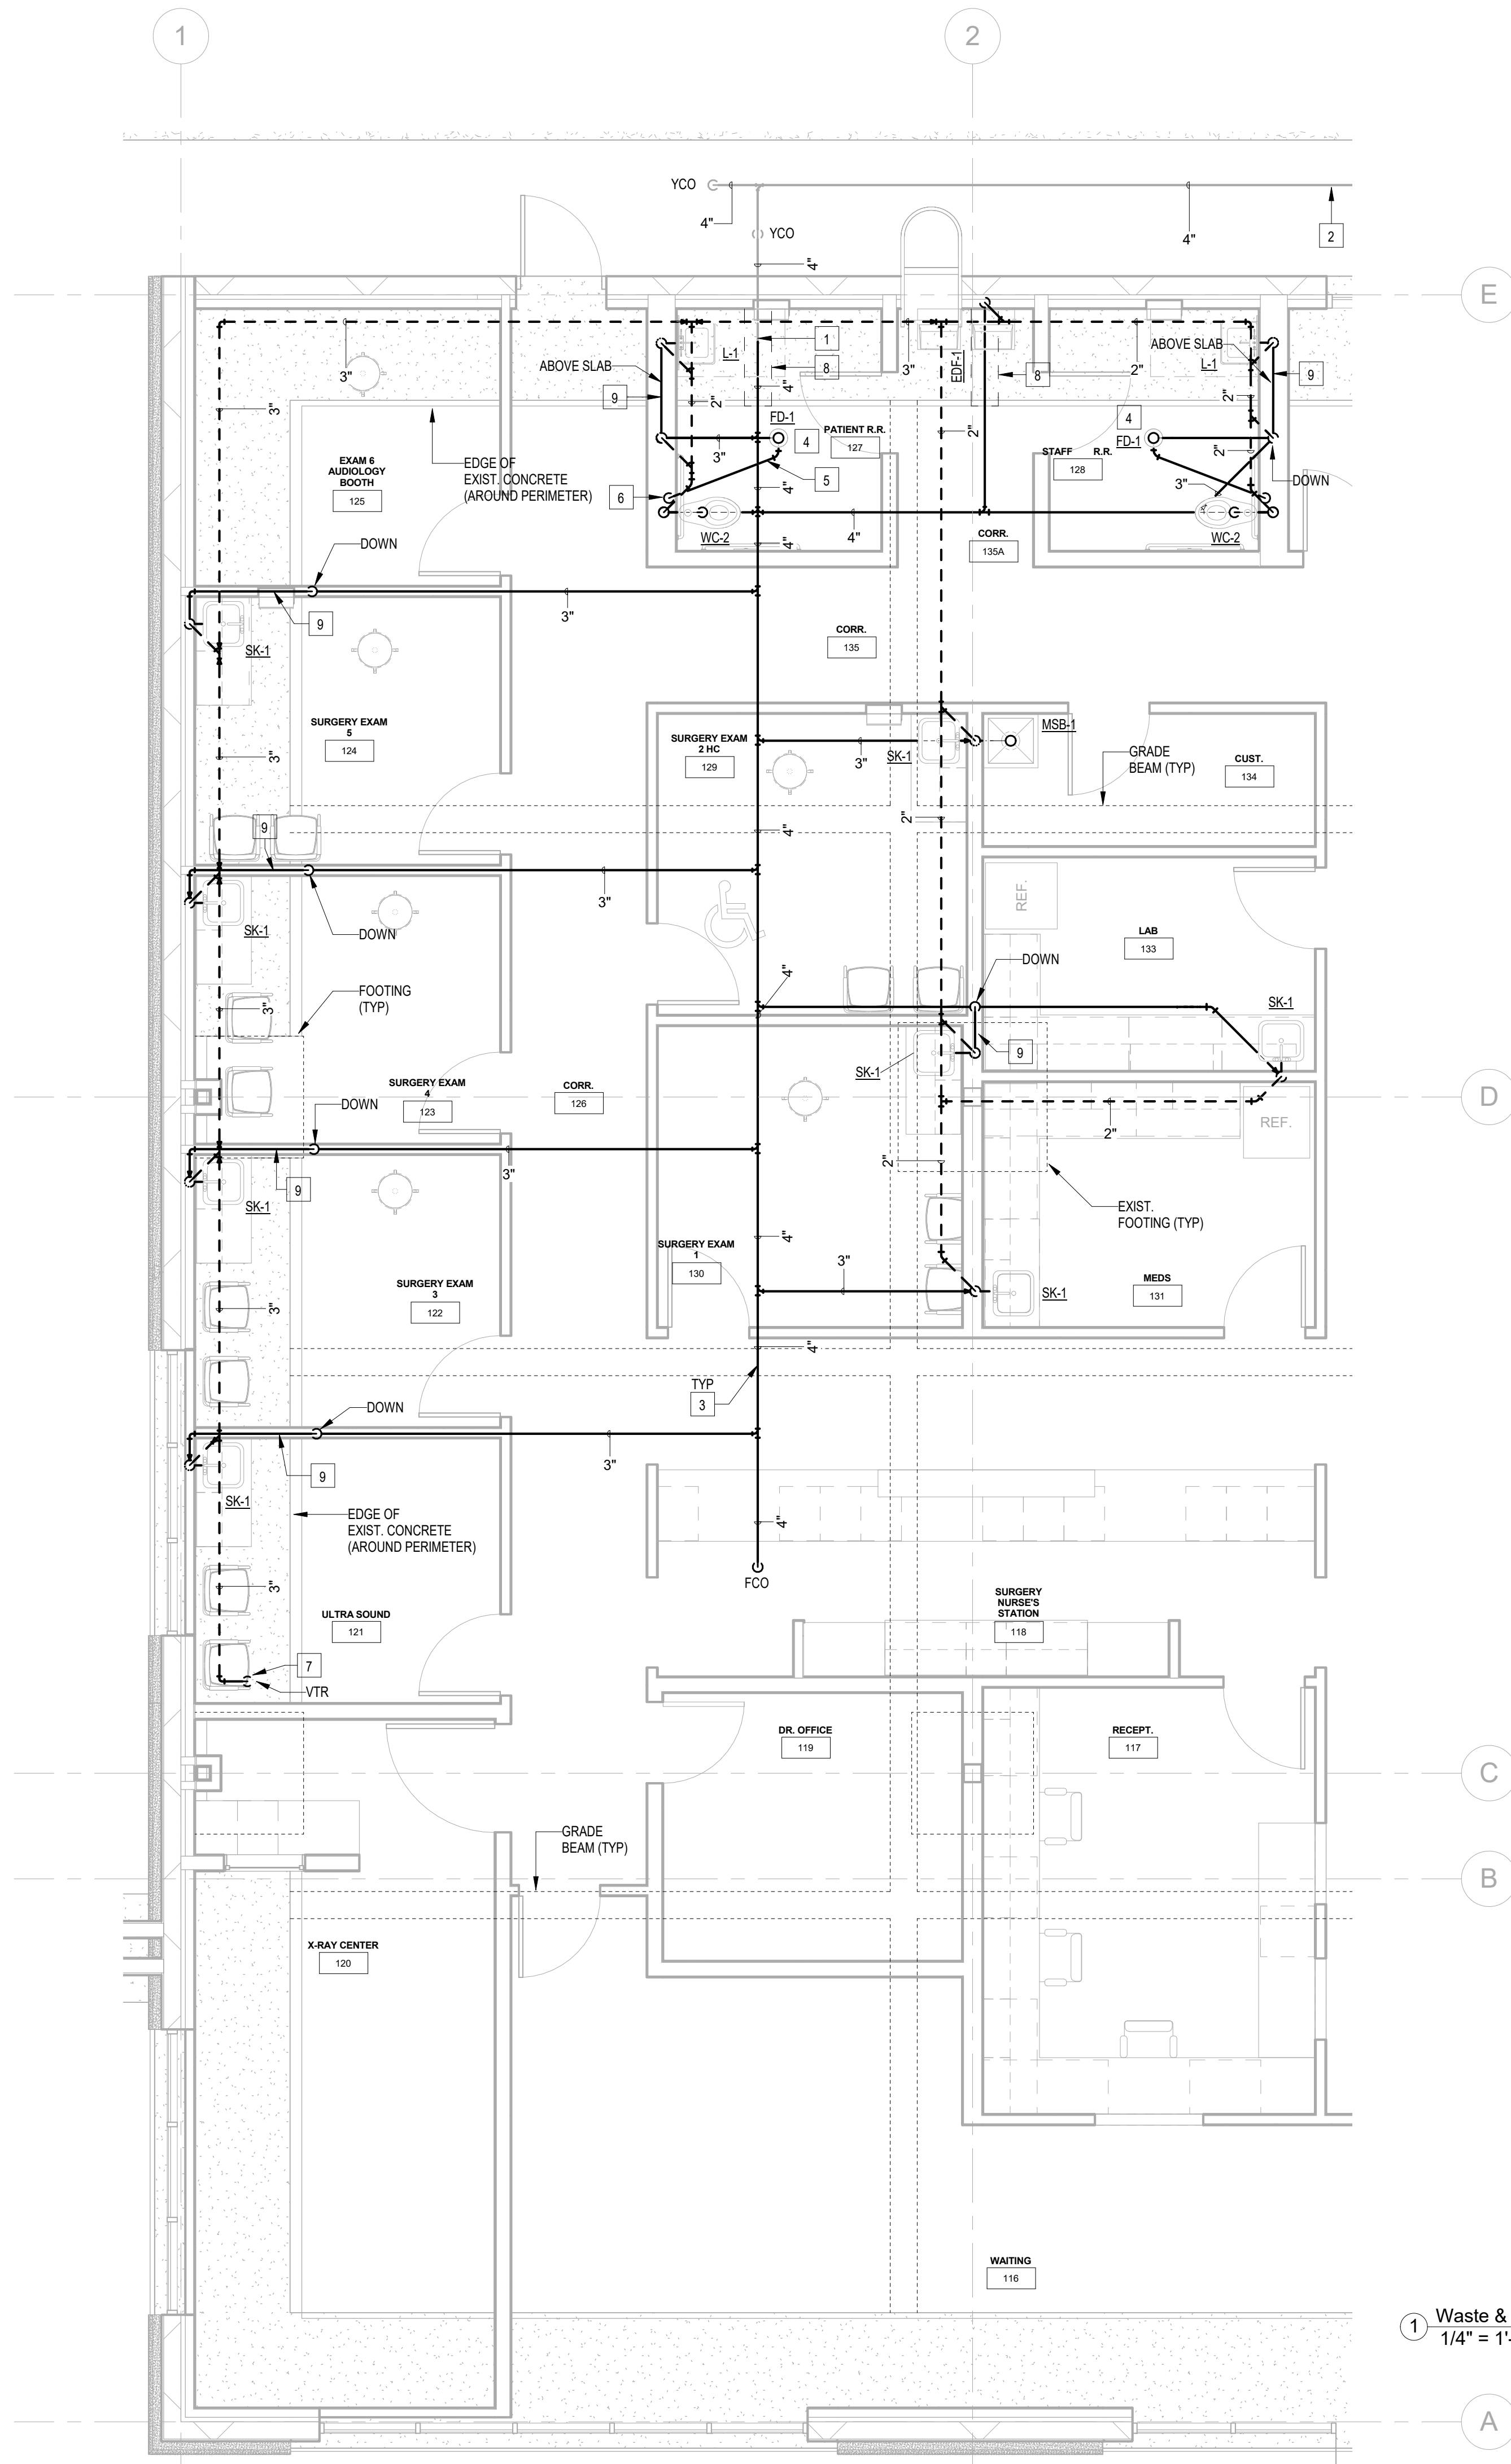 1
2
YCO
4"
YCO
4"
4"
2
E
ABOVE SLAB
L-1
1
8
3"
3"
EDF-1
8
2"
ABOVE SLAB
L-1
9
9
3"
4"
2"
2"
FD-1
4
PATIENT R.R.
127
2"
4
FD-1
STAFF R.R.
128
2"
3"
EXAM 6
AUDIOLOGY
BOOTH
125
EDGE OF
EXIST. CONCRETE
(AROUND PERIMETER)
6
5
4"
3"
DOWN
WC-2
4"
4"
CORR.
135A
WC-2
DOWN
9
3"
SK-1
CORR.
135
SURGERY EXAM
5
124
3"
SURGERY EXAM
2 HC
129
3"
SK-1
MSB-1
GRADE
BEAM (TYP)
CUST.
134
9
4"
2"
3"
DOWN
SK-1
REF.
LAB
133
FOOTING
(TYP)
3"
4"
DOWN
SK-1
SURGERY EXAM
4
123
CORR.
126
SK-1
9
D
DOWN
2"
REF.
3"
9
SK-1
2"
EXIST.
FOOTING (TYP)
SURGERY EXAM
3
122
3"
SURGERY EXAM
1
130
4"
3"
SK-1
MEDS
131
4"
TYP
3
DOWN
3"
9
SK-1
EDGE OF
EXIST. CONCRETE
(AROUND PERIMETER)
4"
FCO
3"
ULTRA SOUND
121
SURGERY
NURSE'S
STATION
118
7
VTR
DR. OFFICE
119
RECEPT.
117
C
GRADE
BEAM (TYP)
B
X-RAY CENTER
120
WAITING
116
1
Waste &
1/4" = 1'-
A